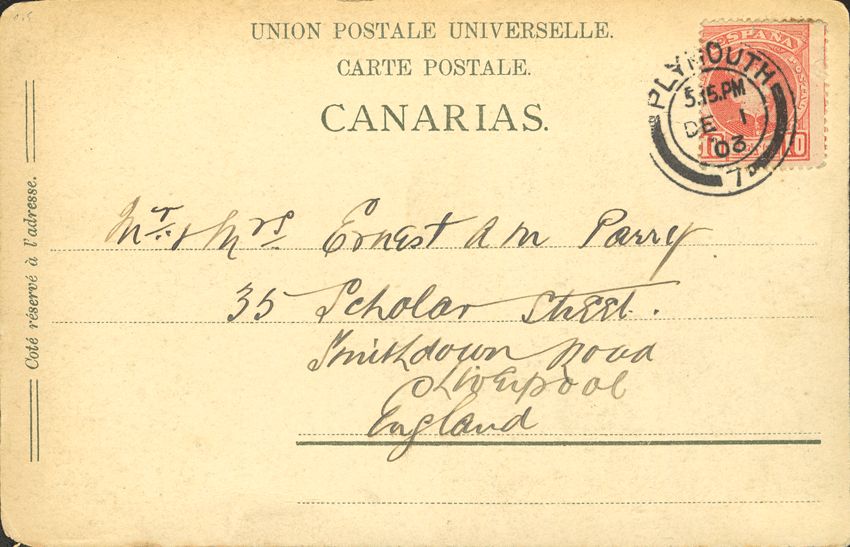 UNION POSTALE UNIVERSELLE.
CARTE POSTALE.
CANARIAS.
ESPAÑA
PLYMOUTH
5.15.PM
DE 1
03
Coté réservé à l'adresse.
Mr. & Mrs. Ernest A M Parry
35 Scholar Street.
Smithdown Road
Liverpool
England